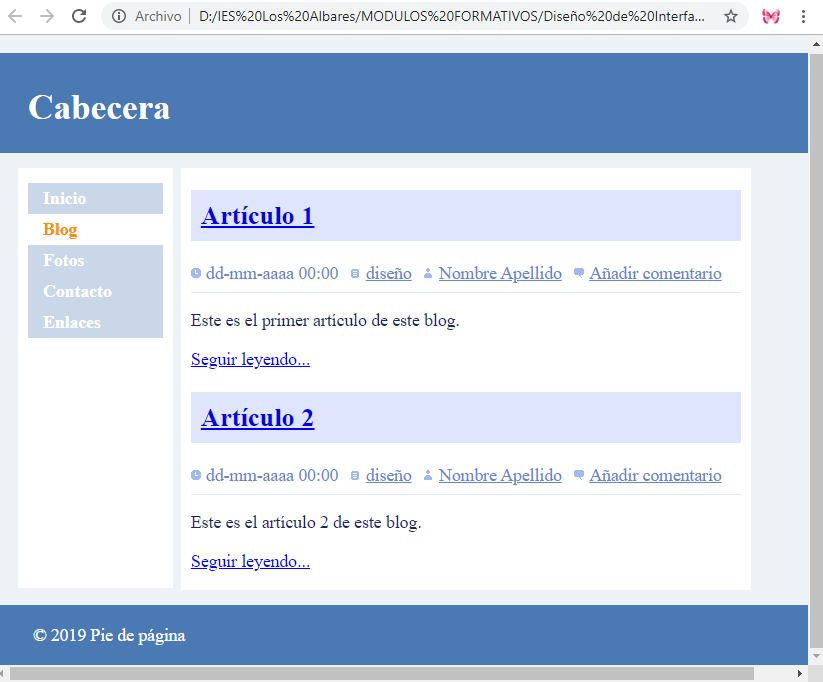 Archivo | D:/IES%20Los%20Albares/MODULOS%20FORMATIVOS/Diseño%20de%20Interfa...
Cabecera
Inicio
Blog
Fotos
Contacto
Enlaces
Artículo 1
dd-mm-aaaa 00:00 diseño Nombre Apellido Añadir comentario
Este es el primer artículo de este blog.
Seguir leyendo...
Artículo 2
dd-mm-aaaa 00:00 diseño Nombre Apellido Añadir comentario
Este es el artículo 2 de este blog.
Seguir leyendo...
© 2019 Pie de página